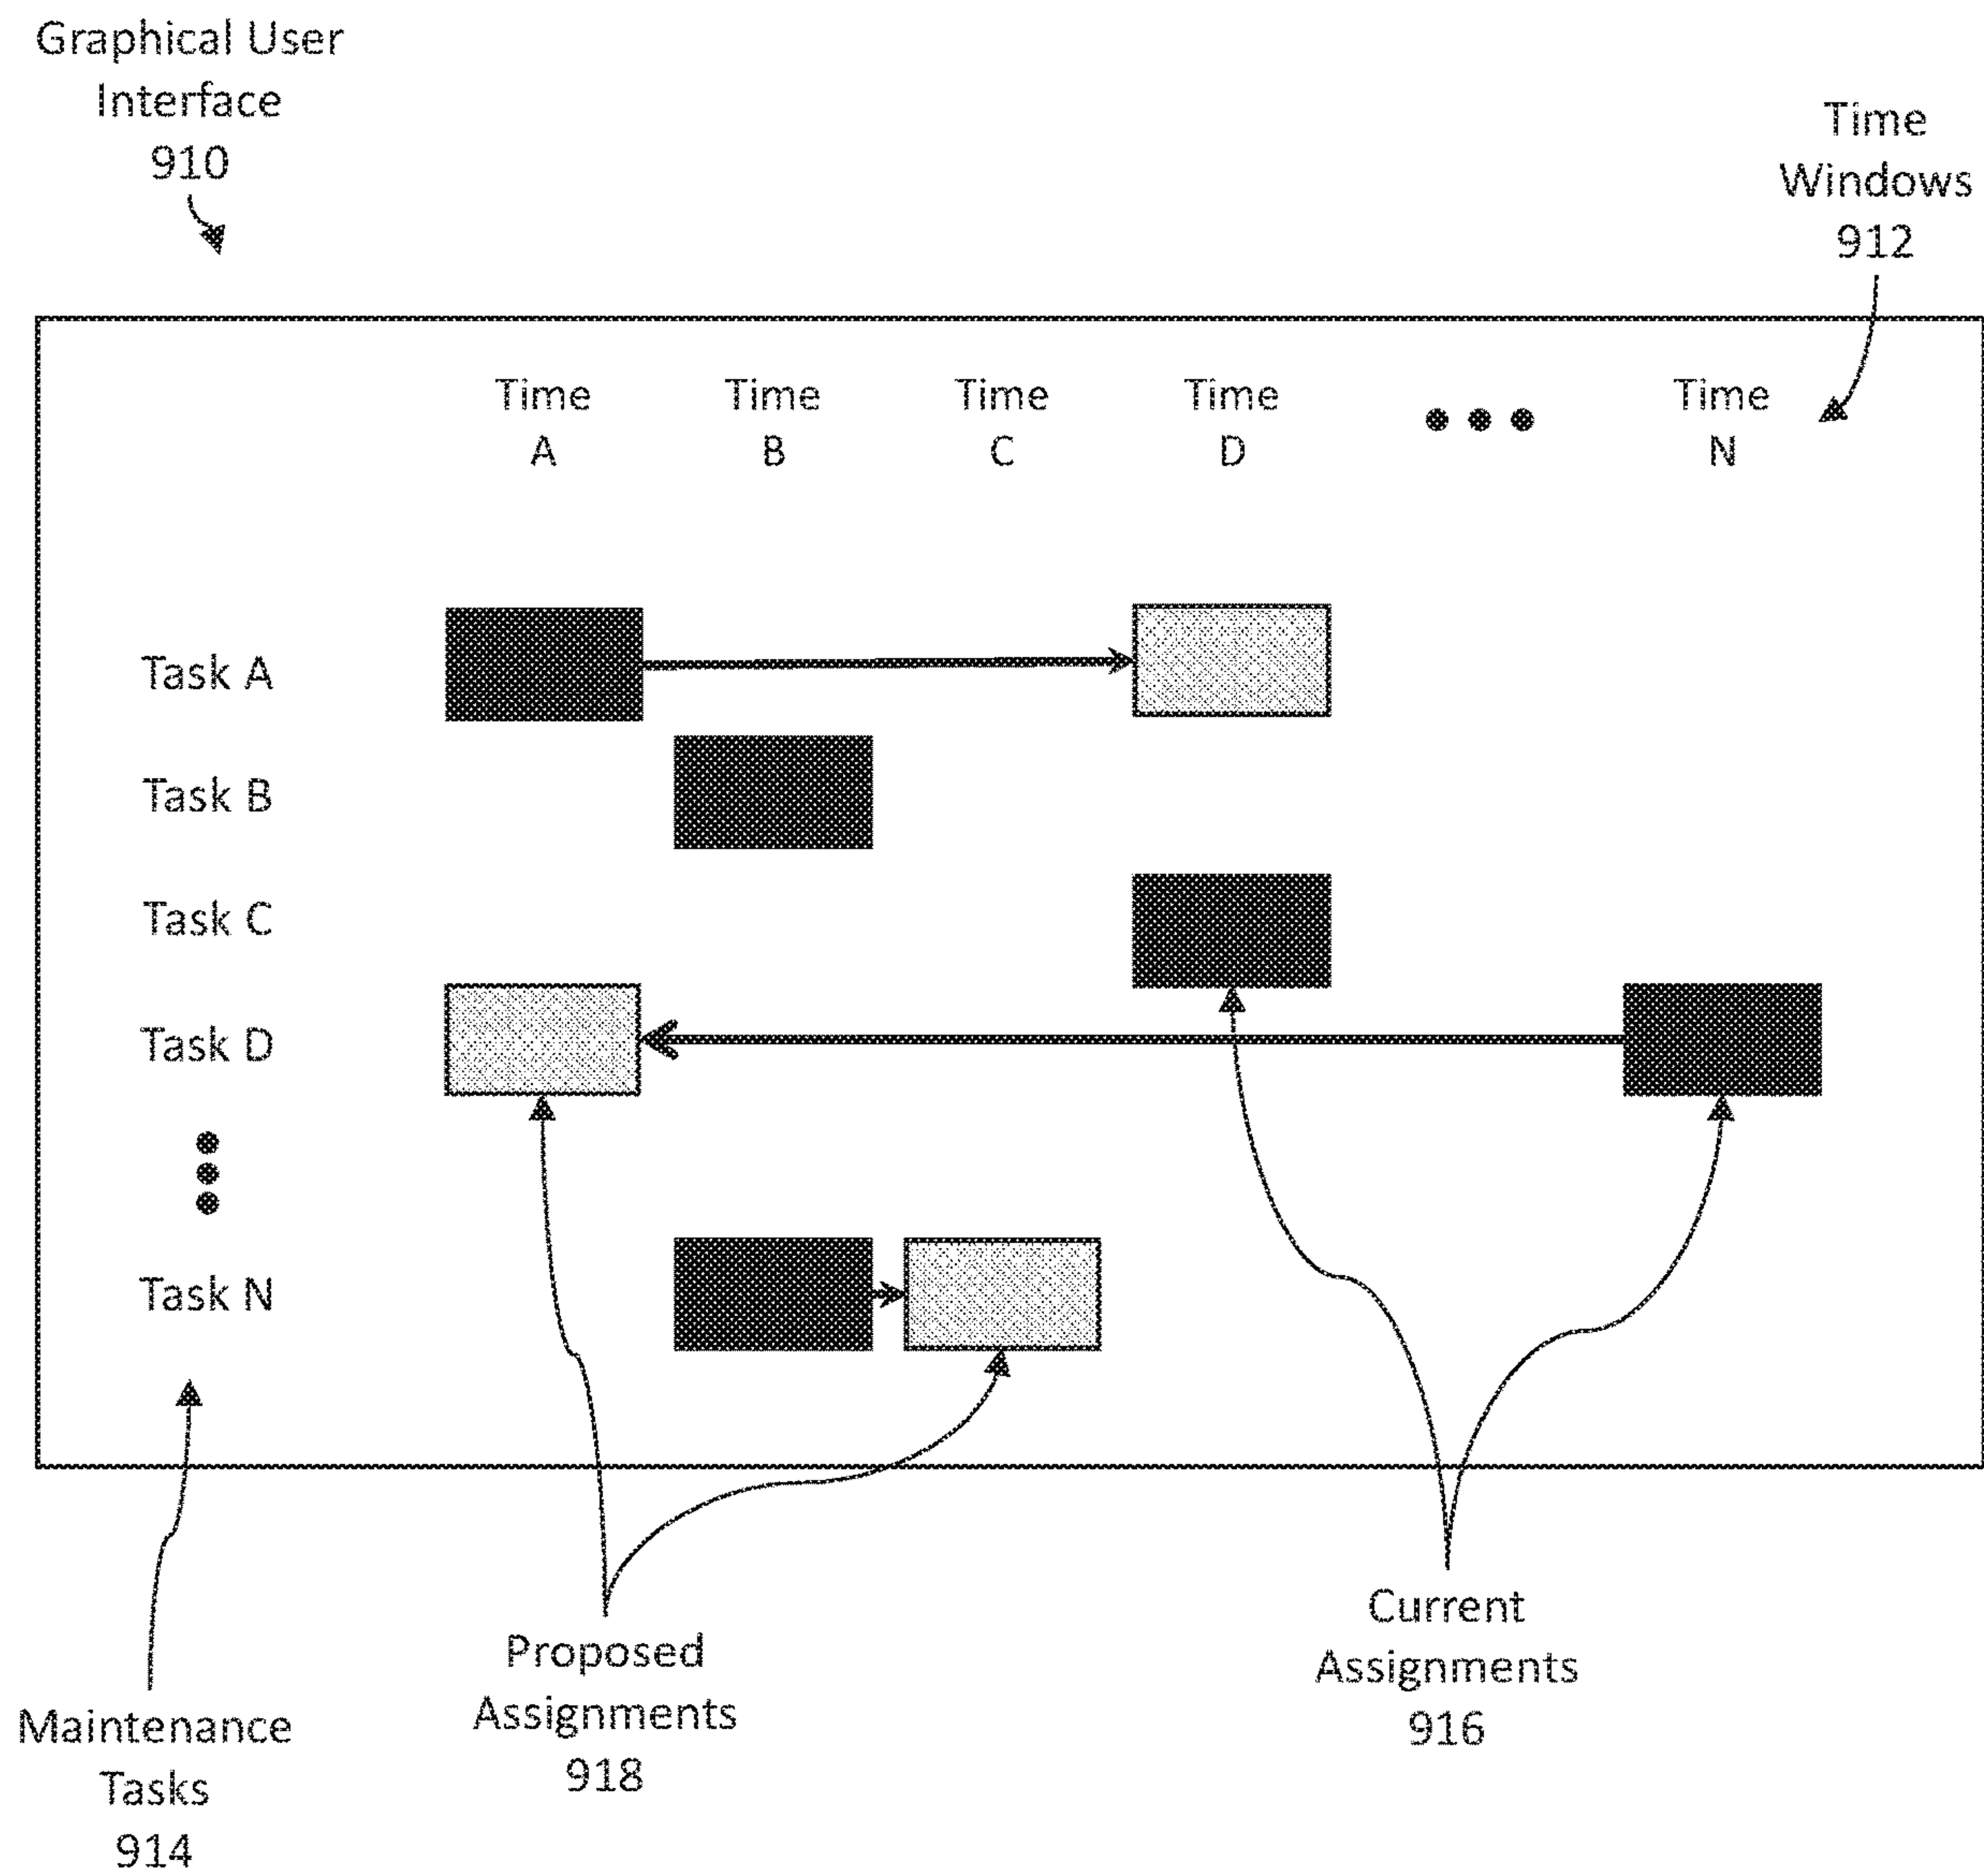 Graphical User
Interface
910
Time
Windows
912
Time
A
Time
B
Time
C
Time
D
Time
N
Task A
Task B
Task C
Task D
Task N
Proposed
Assignments
918
Current
Assignments
916
Maintenance
Tasks
914